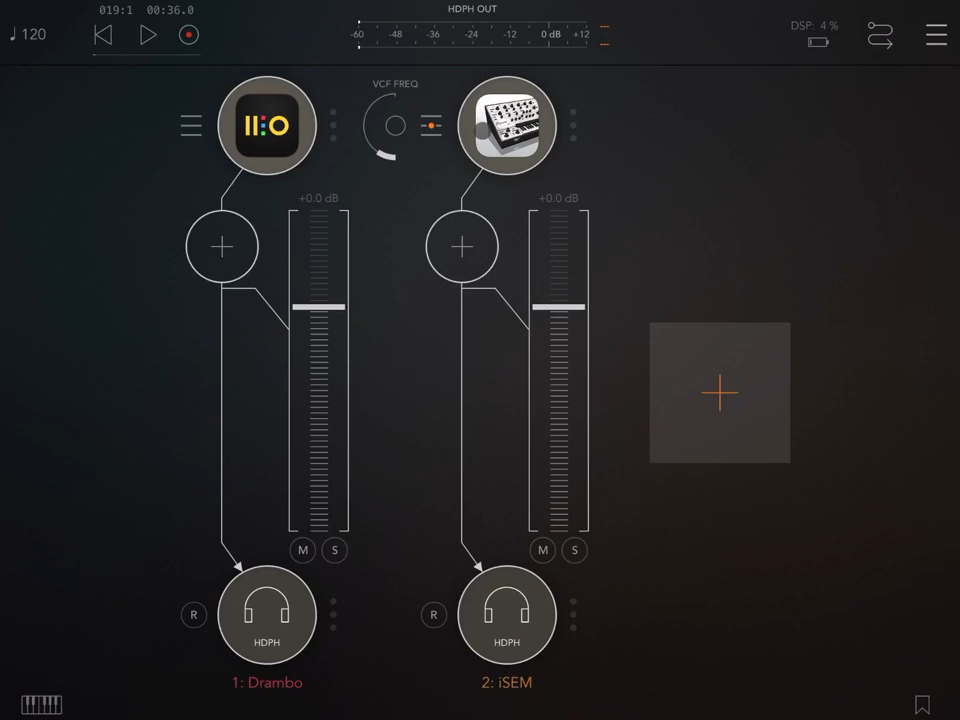 HDPH OUT
019:1 00:36.0
♩120
-60 -48 -36 -24 -12 0 dB +12
DSP: 4 %
VCF FREQ
+0.0 dB
+0.0 dB
M S
M S
R
HDPH
R
HDPH
1: Drambo
2: iSEM